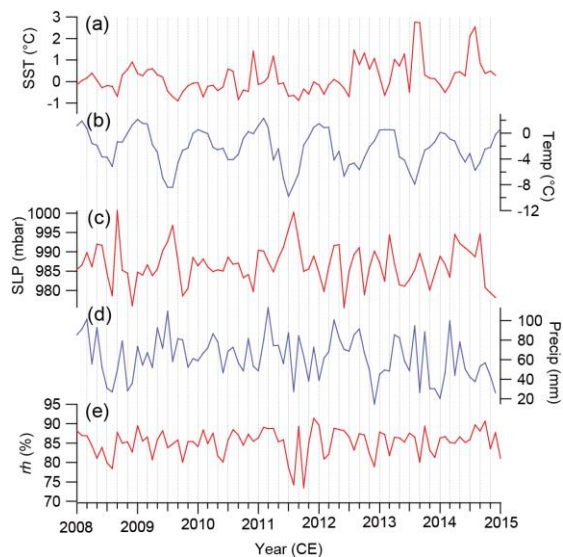 (a)
SST (°C)
3
2
1
0
-1
(b)
Temp (°C)
0
-4
-8
-12
(c)
SLP (mbar)
1000
995
990
985
980
(d)
Precip (mm)
100
80
60
40
20
(e)
rh (%)
95
90
85
80
75
70
2008 2009 2010 2011 2012 2013 2014 2015
Year (CE)